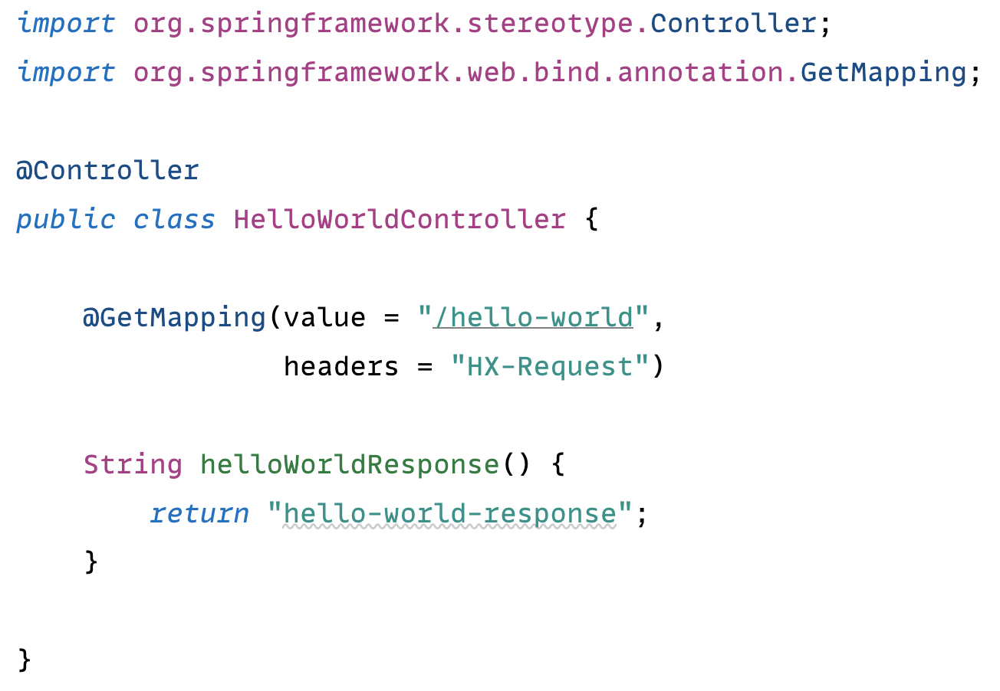 import org.springframework.stereotype.Controller;
import org.springframework.web.bind.annotation.GetMapping;
@Controller
public class HelloWorldController {
@GetMapping(value = "/hello-world",
headers = "HX-Request")
String helloWorldResponse() {
return "hello-world-response";
}
}